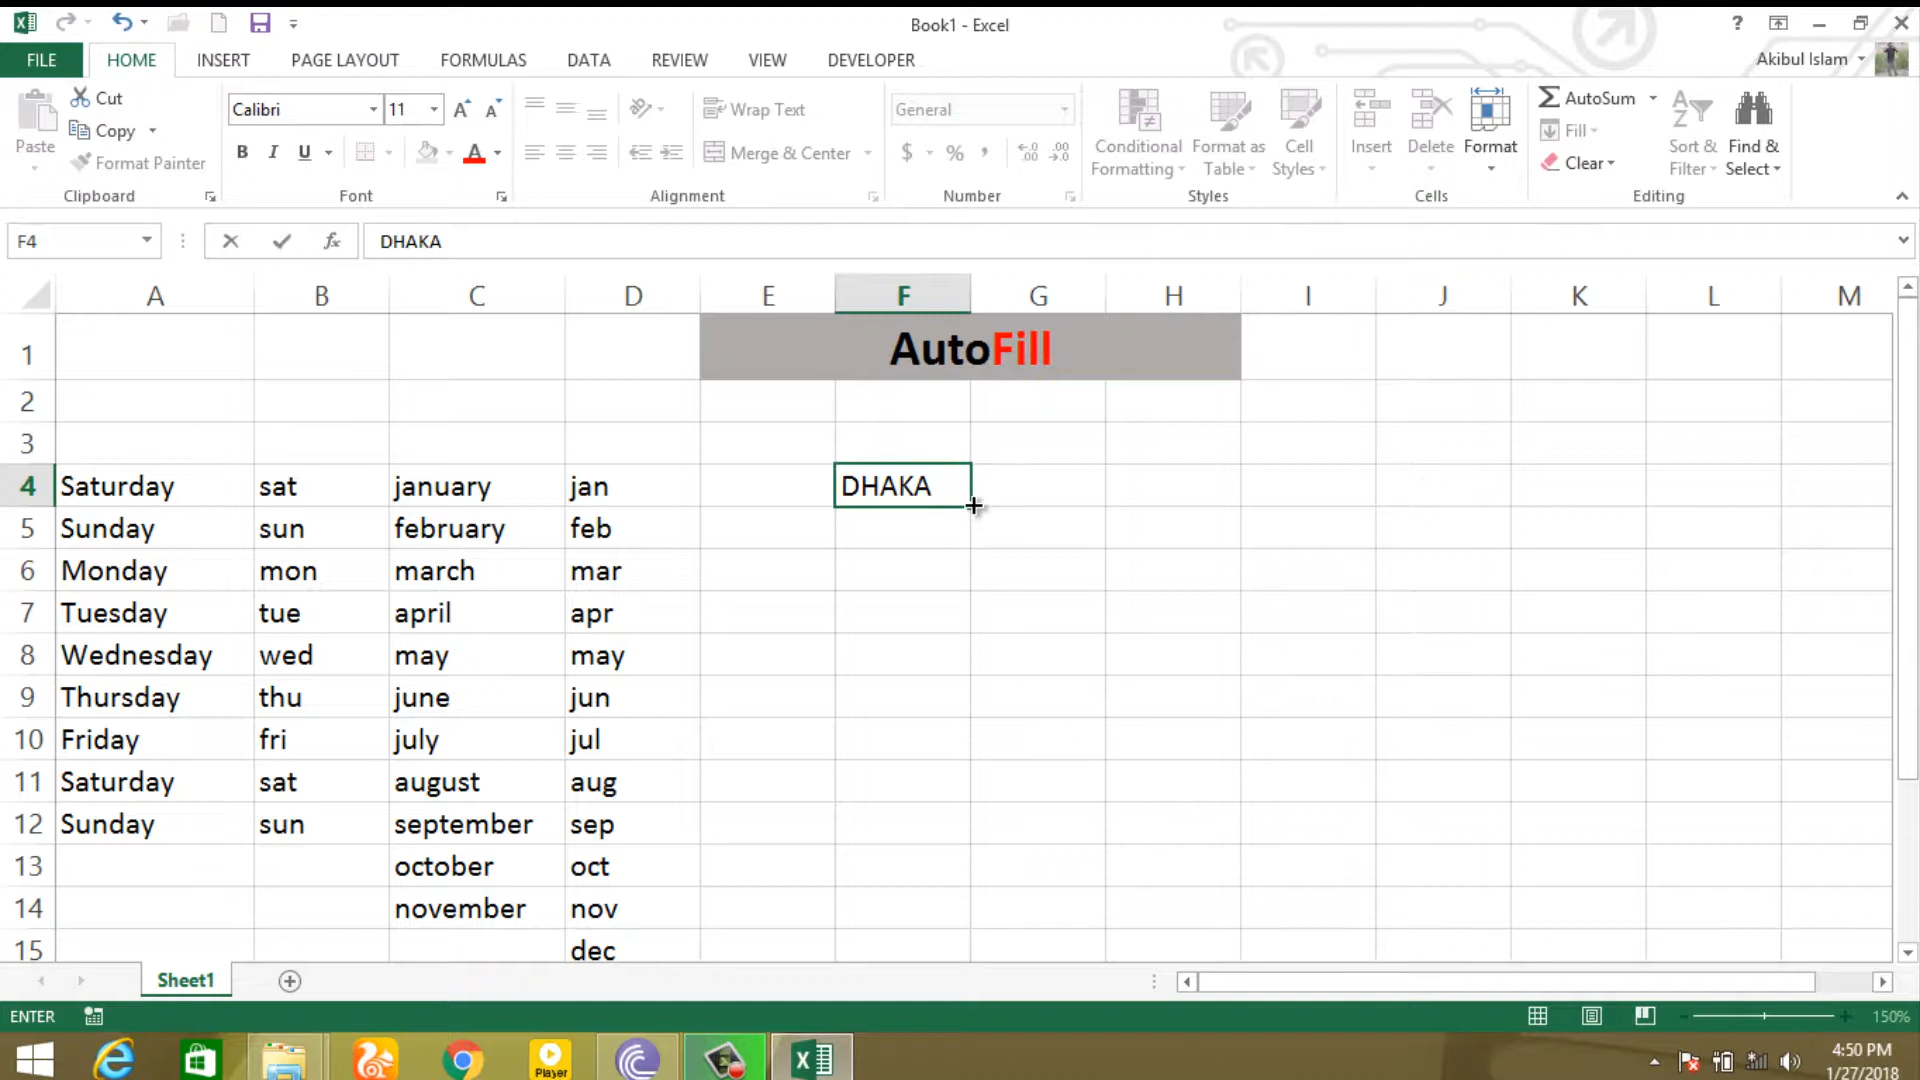 Book1 - Excel
?
FILE HOME INSERT PAGE LAYOUT FORMULAS DATA REVIEW VIEW DEVELOPER Akibul Islam
Paste
Cut
Copy
Format Painter
Clipboard
Calibri 11
B I U A
Font
Wrap Text
Merge & Center
Alignment
General
$ % ,
Number
Conditional Formatting
Format as Table
Cell Styles
Styles
Insert
Delete
Format
Cells
AutoSum
Fill
Clear
Sort & Filter
Find & Select
Editing
F4 fx DHAKA
A B C D E F G H I J K L M
1 AutoFill
2
3
4 Saturday sat january jan DHAKA
5 Sunday sun february feb
6 Monday mon march mar
7 Tuesday tue april apr
8 Wednesday wed may may
9 Thursday thu june jun
10 Friday fri july jul
11 Saturday sat august aug
12 Sunday sun september sep
13 october oct
14 november nov
15 dec
Sheet1
ENTER 150%
Player
4:50 PM
1/27/2018